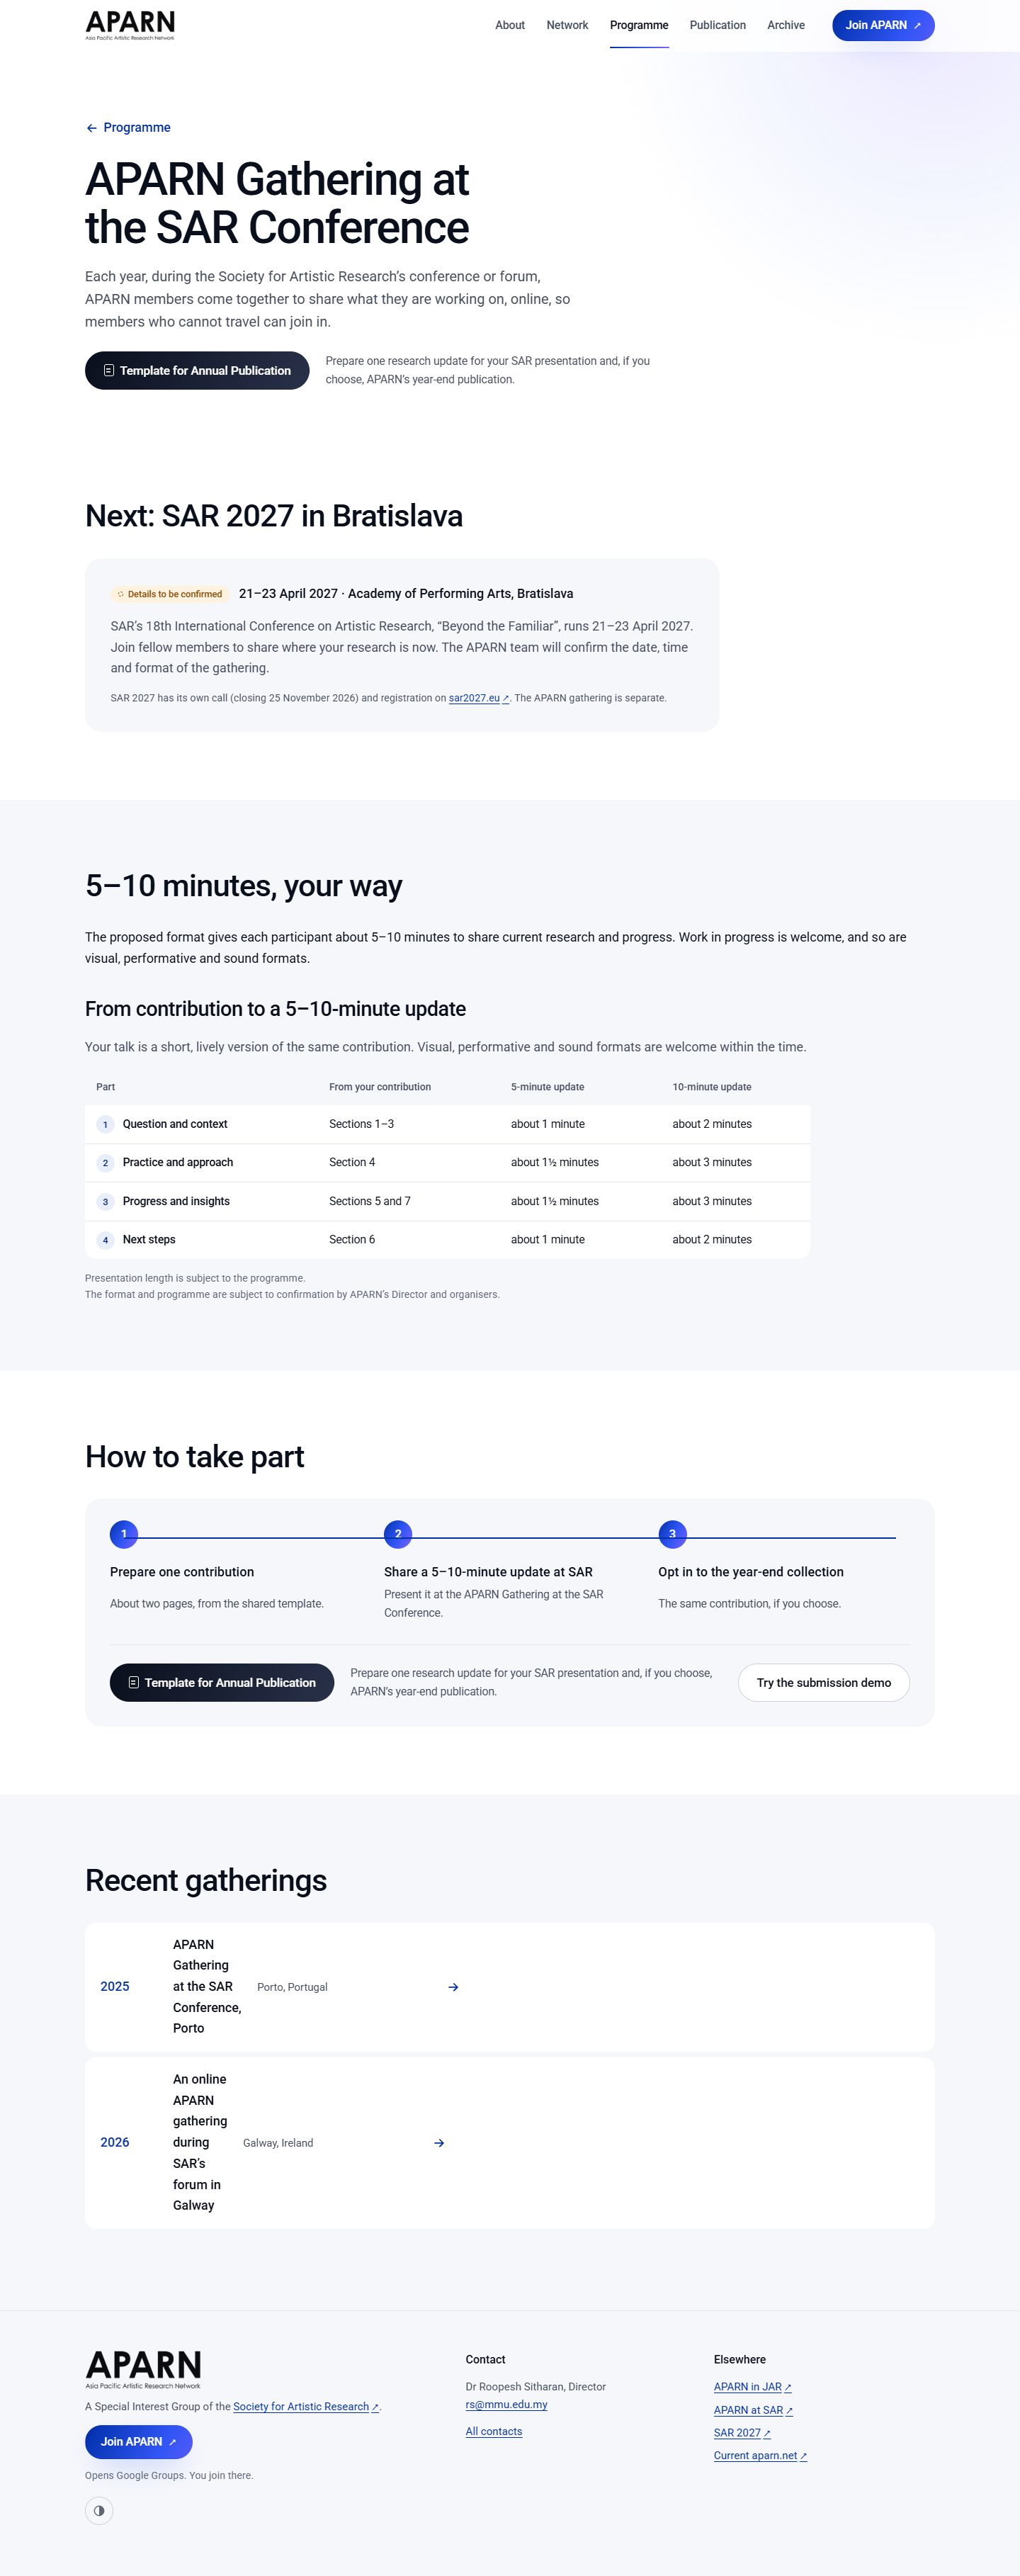 APARN
Asia Pacific Artistic Research Network
About
Network
Programme
Publication
Archive
Join APARN ↗
← Programme
APARN Gathering at
the SAR Conference
Each year, during the Society for Artistic Research’s conference or forum,
APARN members come together to share what they are working on, online, so
members who cannot travel can join in.
Template for Annual Publication
Prepare one research update for your SAR presentation and, if you
choose, APARN’s year-end publication.
Next: SAR 2027 in Bratislava
Details to be confirmed
21–23 April 2027 · Academy of Performing Arts, Bratislava
SAR’s 18th International Conference on Artistic Research, “Beyond the Familiar”, runs 21–23 April 2027.
Join fellow members to share where your research is now. The APARN team will confirm the date, time
and format of the gathering.
SAR 2027 has its own call (closing 25 November 2026) and registration on sar2027.eu ↗. The APARN gathering is separate.
5–10 minutes, your way
The proposed format gives each participant about 5–10 minutes to share current research and progress. Work in progress is welcome, and so are
visual, performative and sound formats.
From contribution to a 5–10-minute update
Your talk is a short, lively version of the same contribution. Visual, performative and sound formats are welcome within the time.
Part
From your contribution
5-minute update
10-minute update
1 Question and context
Sections 1–3
about 1 minute
about 2 minutes
2 Practice and approach
Section 4
about 1½ minutes
about 3 minutes
3 Progress and insights
Sections 5 and 7
about 1½ minutes
about 3 minutes
4 Next steps
Section 6
about 1 minute
about 2 minutes
Presentation length is subject to the programme.
The format and programme are subject to confirmation by APARN’s Director and organisers.
How to take part
1
Prepare one contribution
About two pages, from the shared template.
2
Share a 5–10-minute update at SAR
Present it at the APARN Gathering at the SAR
Conference.
3
Opt in to the year-end collection
The same contribution, if you choose.
Template for Annual Publication
Prepare one research update for your SAR presentation and, if you choose,
APARN’s year-end publication.
Try the submission demo
Recent gatherings
2025
APARN
Gathering
at the SAR
Conference,
Porto
Porto, Portugal
→
2026
An online
APARN
gathering
during
SAR’s
forum in
Galway
Galway, Ireland
→
APARN
Asia Pacific Artistic Research Network
A Special Interest Group of the Society for Artistic Research ↗.
Join APARN ↗
Opens Google Groups. You join there.
Contact
Dr Roopesh Sitharan, Director
rs@mmu.edu.my
All contacts
Elsewhere
APARN in JAR ↗
APARN at SAR ↗
SAR 2027 ↗
Current aparn.net ↗